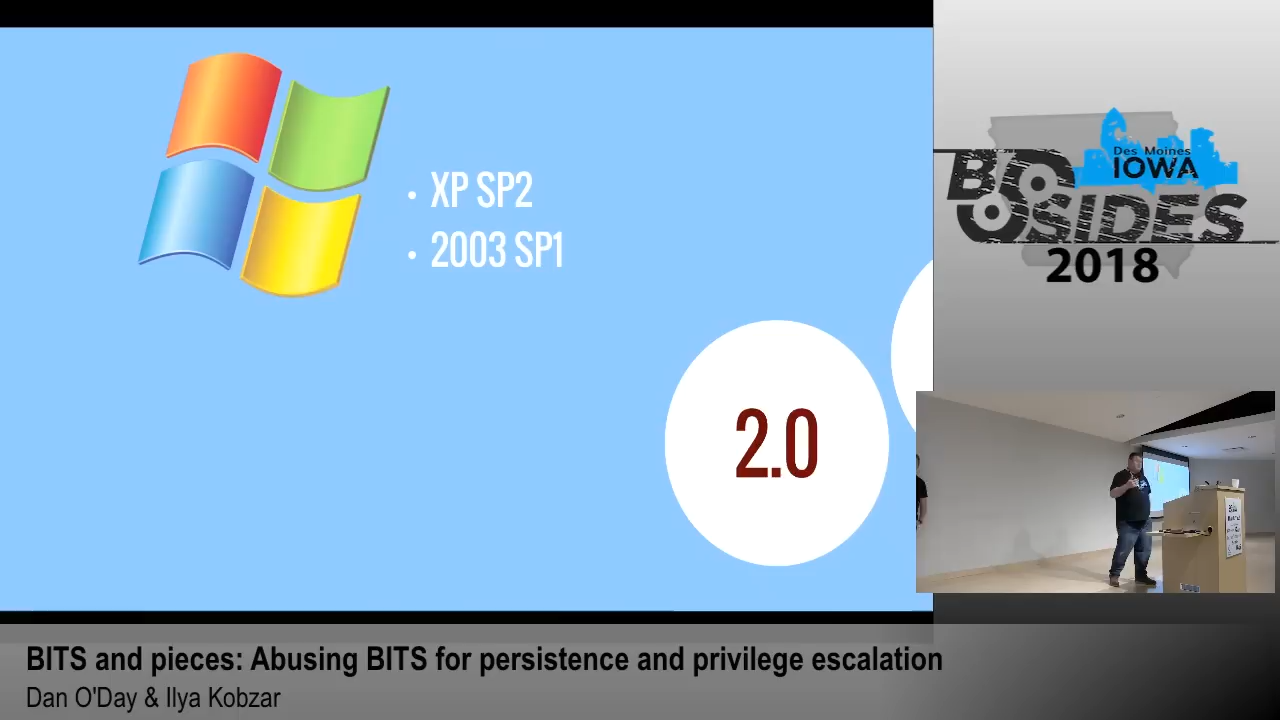 • XP SP2
• 2003 SP1
2.0
Des Moines
IOWA
BSIDES
2018
BITS and pieces: Abusing BITS for persistence and privilege escalation
Dan O'Day & Ilya Kobzar